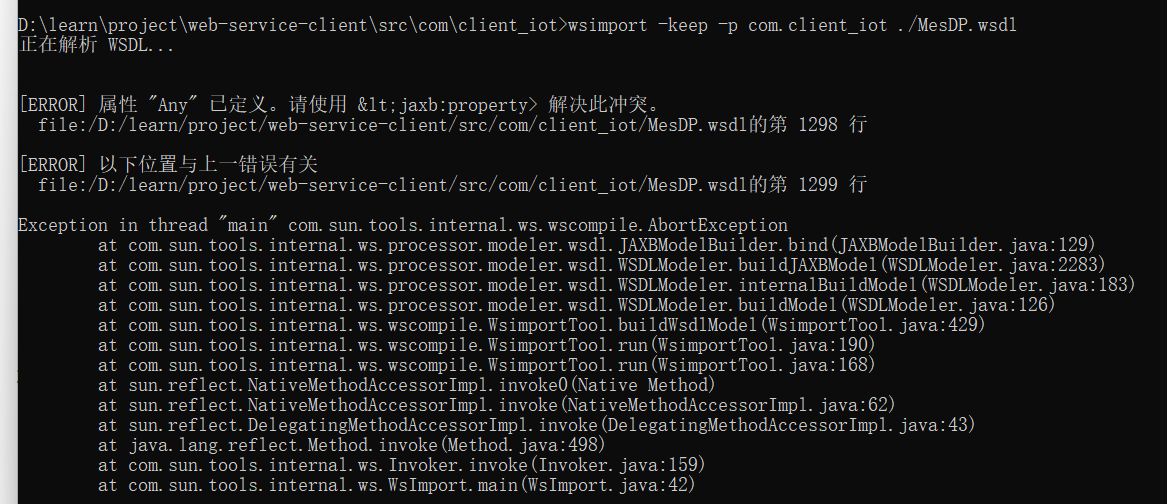 D:\learn\project\web-service-client\src\com\client_iot>wsimport -keep -p com.client_iot ./MesDP.wsdl
正在解析 WSDL...
[ERROR] 属性 "Any" 已定义。请使用 &lt;jaxb:property> 解决此冲突。
file:/D:/learn/project/web-service-client/src/com/client_iot/MesDP.wsdl的第 1298 行
[ERROR] 以下位置与上一错误有关
file:/D:/learn/project/web-service-client/src/com/client_iot/MesDP.wsdl的第 1299 行
Exception in thread "main" com.sun.tools.internal.ws.wscompile.AbortException
at com.sun.tools.internal.ws.processor.modeler.wsdl.JAXBModelBuilder.bind(JAXBModelBuilder.java:129)
at com.sun.tools.internal.ws.processor.modeler.wsdl.WSDLModeler.buildJAXBModel(WSDLModeler.java:2283)
at com.sun.tools.internal.ws.processor.modeler.wsdl.WSDLModeler.internalBuildModel(WSDLModeler.java:183)
at com.sun.tools.internal.ws.processor.modeler.wsdl.WSDLModeler.buildModel(WSDLModeler.java:126)
at com.sun.tools.internal.ws.wscompile.WsimportTool.buildWsdlModel(WsimportTool.java:429)
at com.sun.tools.internal.ws.wscompile.WsimportTool.run(WsimportTool.java:190)
at com.sun.tools.internal.ws.wscompile.WsimportTool.run(WsimportTool.java:168)
at sun.reflect.NativeMethodAccessorImpl.invoke0(Native Method)
at sun.reflect.NativeMethodAccessorImpl.invoke(NativeMethodAccessorImpl.java:62)
at sun.reflect.DelegatingMethodAccessorImpl.invoke(DelegatingMethodAccessorImpl.java:43)
at java.lang.reflect.Method.invoke(Method.java:498)
at com.sun.tools.internal.ws.Invoker.invoke(Invoker.java:159)
at com.sun.tools.internal.ws.WsImport.main(WsImport.java:42)